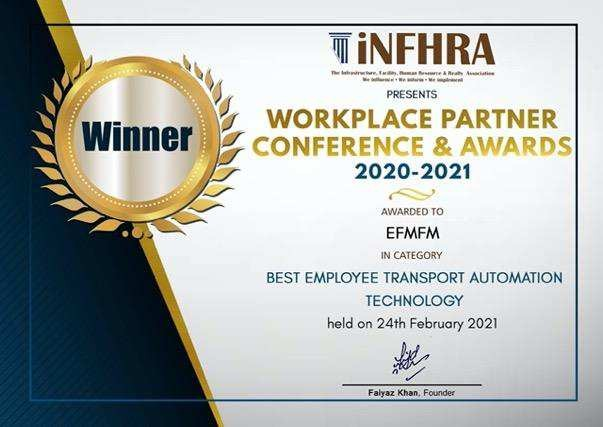 iNFHRA
The Infrastructure, Facility, Human Resource & Realty Association
We influence • We inform • We implement
PRESENTS
WORKPLACE PARTNER
CONFERENCE & AWARDS
2020-2021
Winner
AWARDED TO
EFMFM
IN CATEGORY
BEST EMPLOYEE TRANSPORT AUTOMATION
TECHNOLOGY
held on 24th February 2021
Faiyaz Khan, Founder